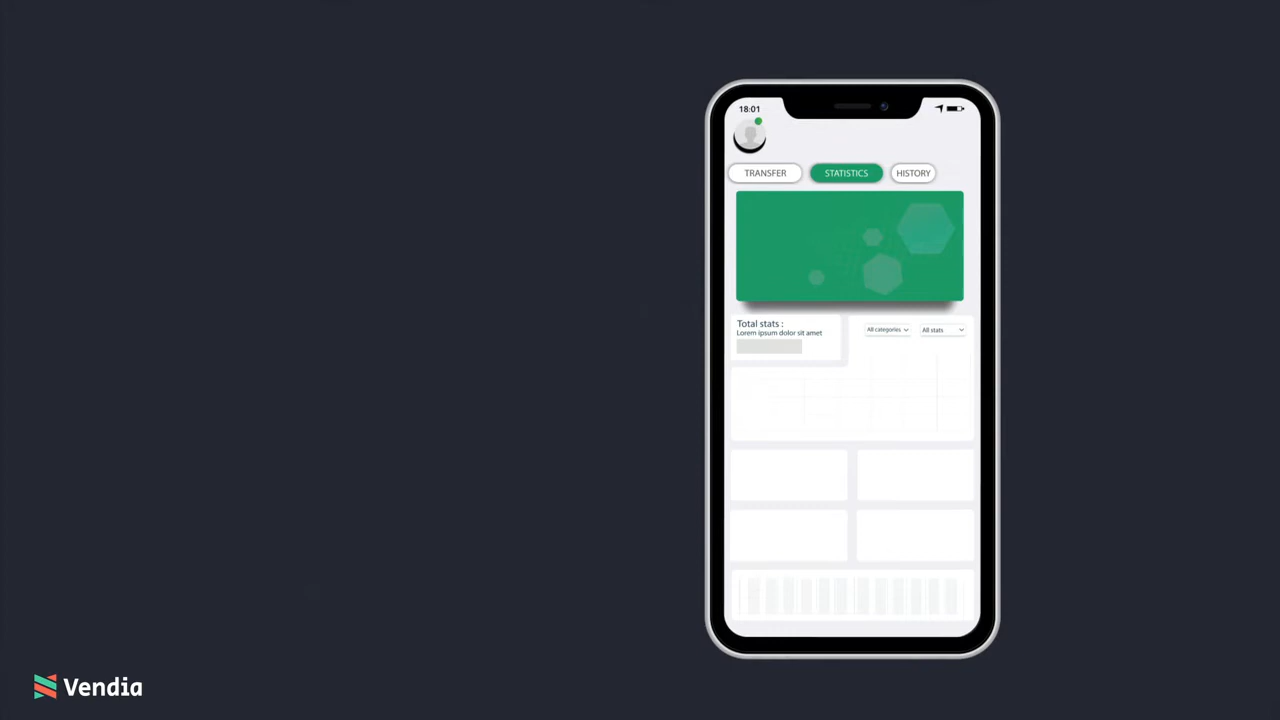 18:01
TRANSFER STATISTICS HISTORY
Total stats :
Lorem ipsum dolor sit amet
All categories All stats
Vendia